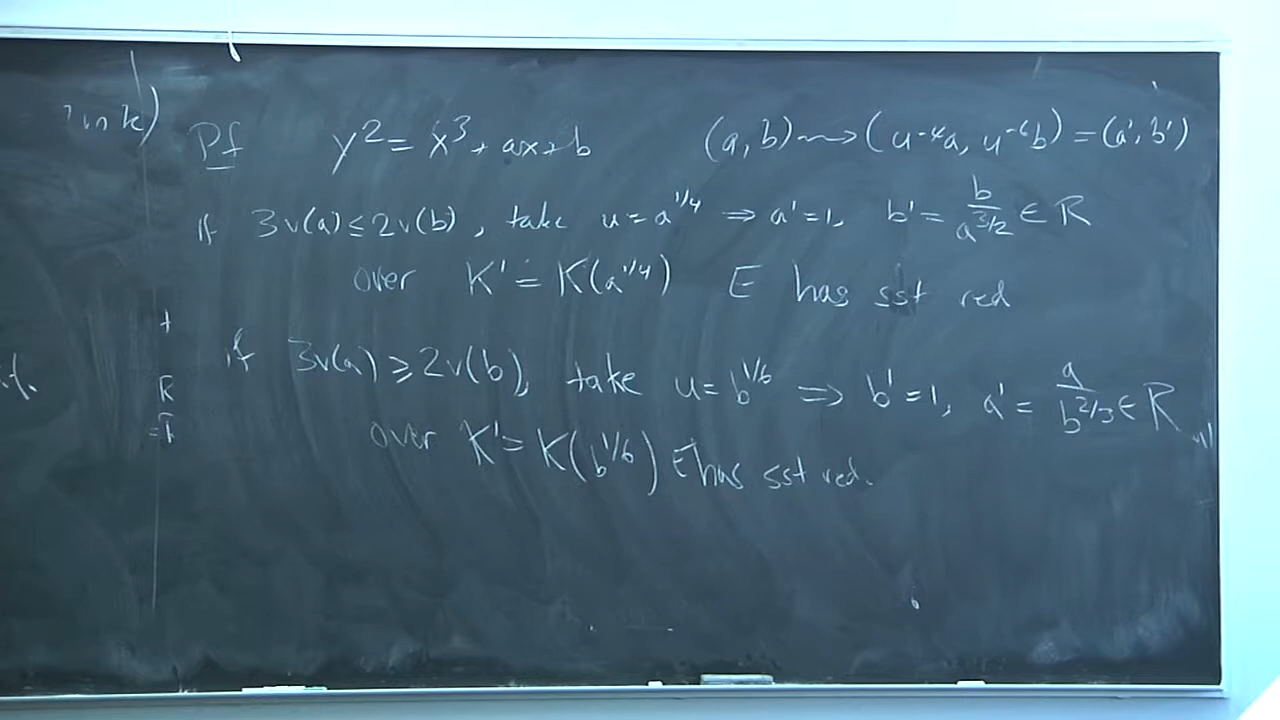 in k)
Pf y² = x³ + ax + b (a, b) ⇝ (u⁻⁴a, u⁻⁶b) = (a', b')
If 3v(a) ≤ 2v(b), take u = a^{1/4} ⇒ a' = 1, b' = b/a^{3/2} ∈ R
over K' = K(a^{1/4}) E has sst red
if 3v(a) ≥ 2v(b), take u = b^{1/6} ⇒ b' = 1, a' = a/b^{2/3} ∈ R
over K' = K(b^{1/6}) E has sst red.
+
R